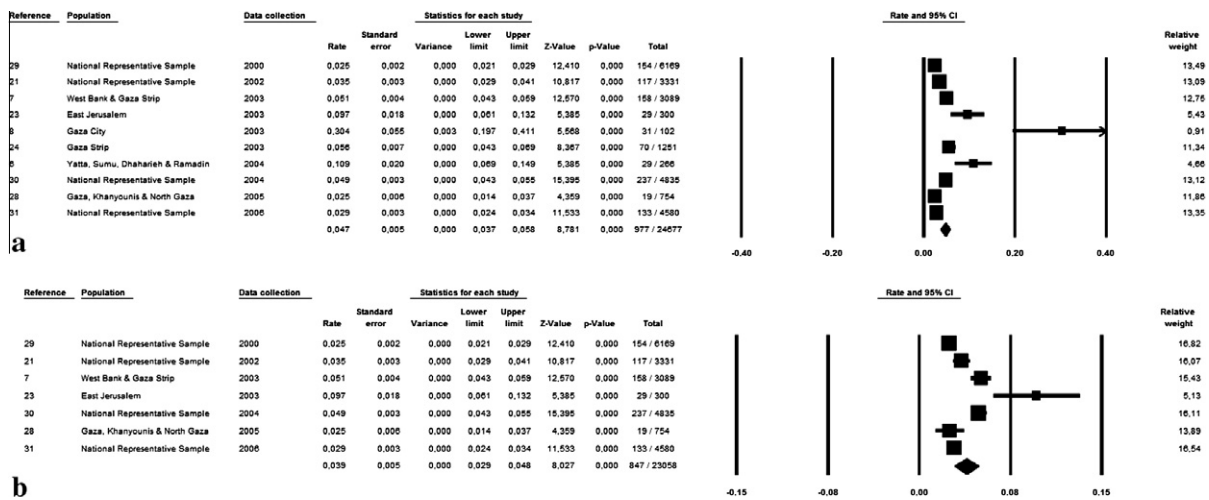 Reference Population Data collection Statistics for each study Rate and 95% CI
Rate Standard error Variance Lower limit Upper limit Z-Value p-Value Total Relative weight
29 National Representative Sample 2000 0,025 0,002 0,000 0,021 0,029 12,410 0,000 154 / 6169 13,49
21 National Representative Sample 2002 0,035 0,003 0,000 0,029 0,041 10,817 0,000 117 / 3331 13,09
7 West Bank & Gaza Strip 2003 0,051 0,004 0,000 0,043 0,059 12,570 0,000 158 / 3089 12,75
23 East Jerusalem 2003 0,097 0,018 0,000 0,061 0,132 5,385 0,000 29 / 300 5,43
8 Gaza City 2003 0,304 0,055 0,003 0,197 0,411 5,568 0,000 31 / 102 0,91
24 Gaza Strip 2003 0,056 0,007 0,000 0,043 0,069 8,367 0,000 70 / 1251 11,34
6 Yatta, Sumu, Dhaharieh & Ramadin 2004 0,109 0,020 0,000 0,069 0,149 5,385 0,000 29 / 266 4,66
30 National Representative Sample 2004 0,049 0,003 0,000 0,043 0,055 15,395 0,000 237 / 4835 13,12
28 Gaza, Khanyounis & North Gaza 2005 0,025 0,006 0,000 0,014 0,037 4,359 0,000 19 / 754 11,86
31 National Representative Sample 2006 0,029 0,003 0,000 0,024 0,034 11,533 0,000 133 / 4580 13,35
0,047 0,005 0,000 0,037 0,058 8,781 0,000 977 / 24677
a
-0.40 -0.20 0.00 0.20 0.40
Reference Population Data collection Statistics for each study Rate and 95% CI
Rate Standard error Variance Lower limit Upper limit Z-Value p-Value Total Relative weight
29 National Representative Sample 2000 0,025 0,002 0,000 0,021 0,029 12,410 0,000 154 / 6169 16,82
21 National Representative Sample 2002 0,035 0,003 0,000 0,029 0,041 10,817 0,000 117 / 3331 16,07
7 West Bank & Gaza Strip 2003 0,051 0,004 0,000 0,043 0,059 12,570 0,000 158 / 3089 15,43
23 East Jerusalem 2003 0,097 0,018 0,000 0,061 0,132 5,385 0,000 29 / 300 5,13
30 National Representative Sample 2004 0,049 0,003 0,000 0,043 0,055 15,395 0,000 237 / 4835 16,11
28 Gaza, Khanyounis & North Gaza 2005 0,025 0,006 0,000 0,014 0,037 4,359 0,000 19 / 754 13,89
31 National Representative Sample 2006 0,029 0,003 0,000 0,024 0,034 11,533 0,000 133 / 4580 16,54
0,039 0,005 0,000 0,029 0,048 8,027 0,000 847 / 23058
b
-0.15 -0.08 0.00 0.08 0.15